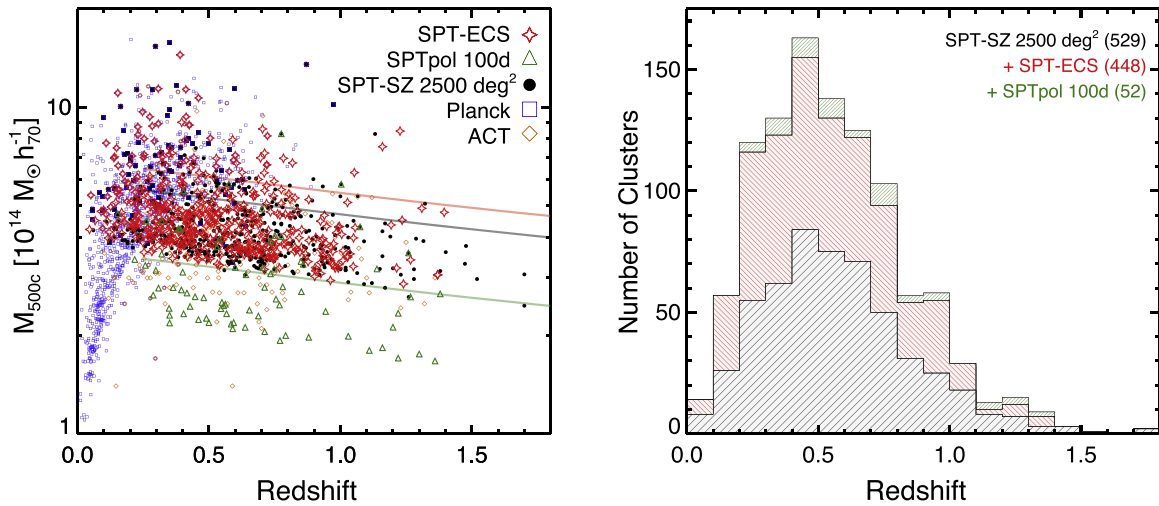 SPT-ECS
SPTpol 100d
SPT-SZ 2500 deg²
Planck
ACT
10
1
M500c [10¹⁴ M☉ h⁻¹70]
0.0 0.5 1.0 1.5
Redshift
SPT-SZ 2500 deg² (529)
+ SPT-ECS (448)
+ SPTpol 100d (52)
150
100
50
0
Number of Clusters
0.0 0.5 1.0 1.5
Redshift